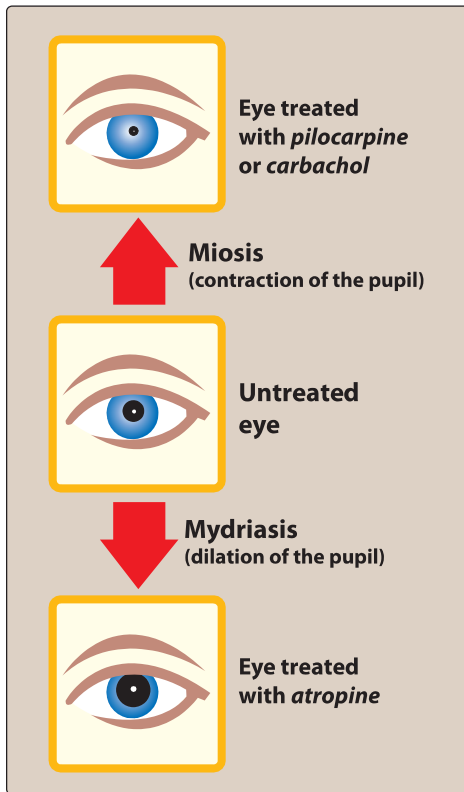 Eye treated
with pilocarpine
or carbachol
Miosis
(contraction of the pupil)
Untreated
eye
Mydriasis
(dilation of the pupil)
Eye treated
with atropine